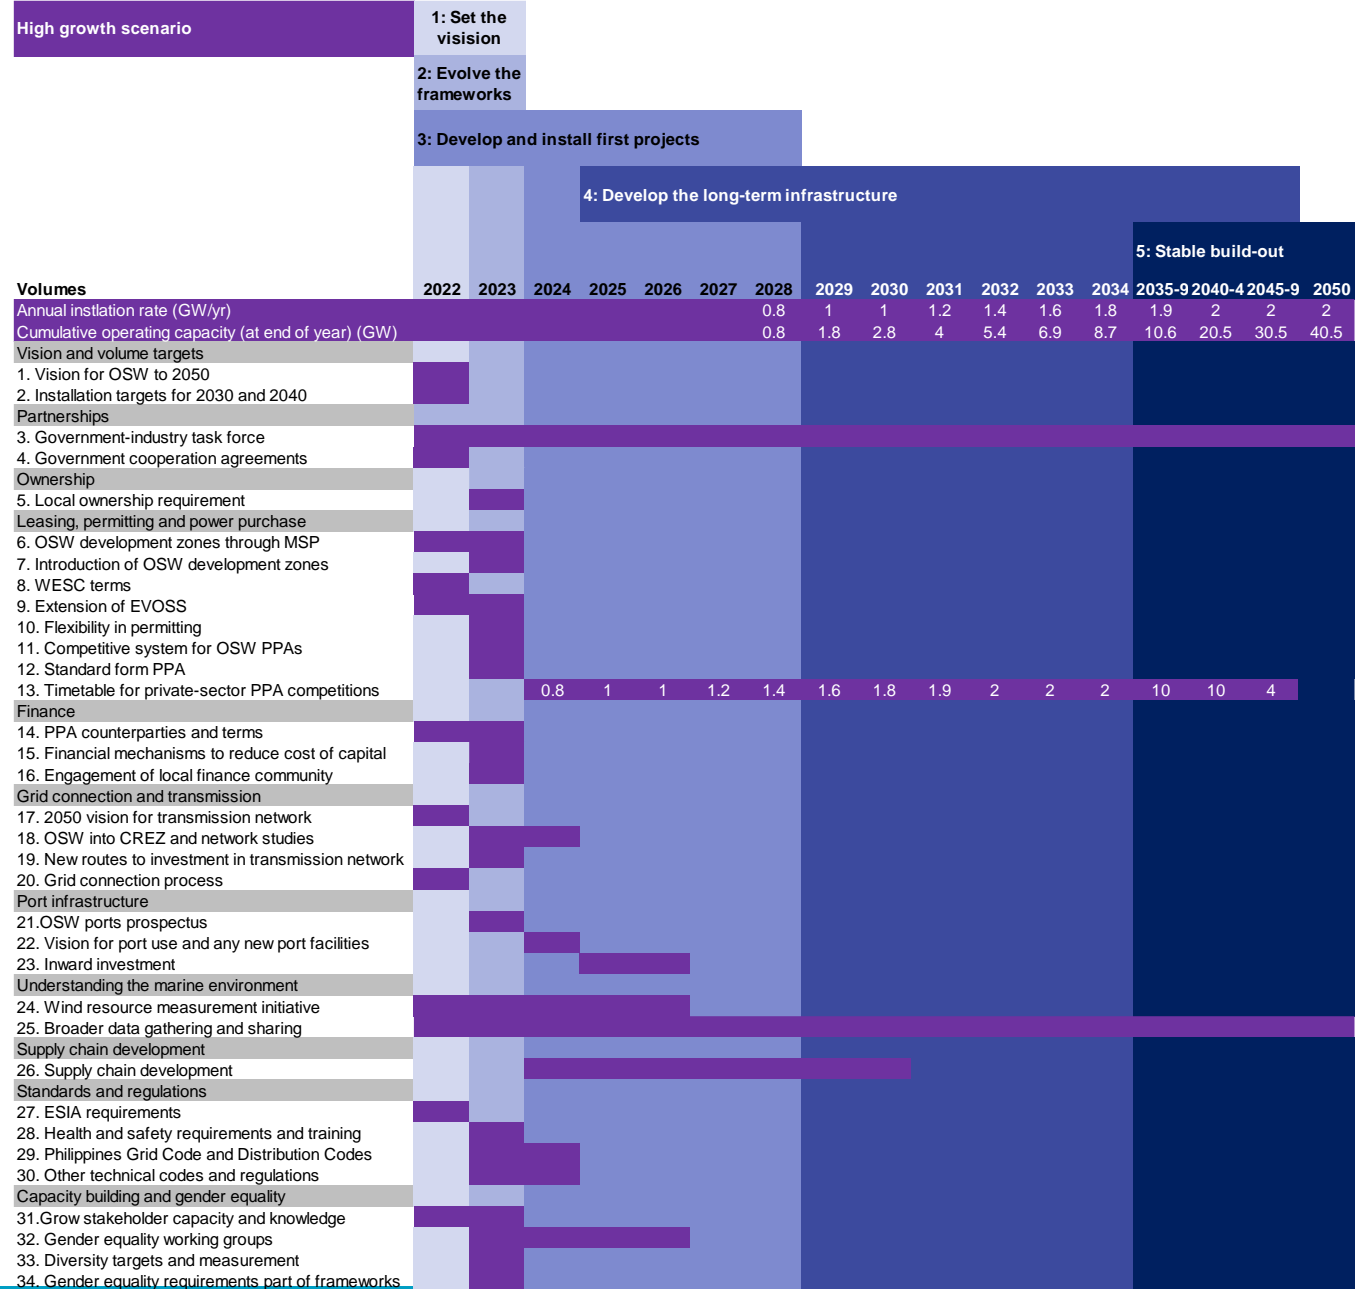 High growth scenario
1: Set the
visision
2: Evolve the
frameworks
3: Develop and install first projects
4: Develop the long-term infrastructure
5: Stable build-out
Volumes 2022 2023 2024 2025 2026 2027 2028 2029 2030 2031 2032 2033 2034 2035-9 2040-4 2045-9 2050
Annual instlation rate (GW/yr) 0.8 1 1 1.2 1.4 1.6 1.8 1.9 2 2 2
Cumulative operating capacity (at end of year) (GW) 0.8 1.8 2.8 4 5.4 6.9 8.7 10.6 20.5 30.5 40.5
Vision and volume targets
1. Vision for OSW to 2050
2. Installation targets for 2030 and 2040
Partnerships
3. Government-industry task force
4. Government cooperation agreements
Ownership
5. Local ownership requirement
Leasing, permitting and power purchase
6. OSW development zones through MSP
7. Introduction of OSW development zones
8. WESC terms
9. Extension of EVOSS
10. Flexibility in permitting
11. Competitive system for OSW PPAs
12. Standard form PPA
13. Timetable for private-sector PPA competitions 0.8 1 1 1.2 1.4 1.6 1.8 1.9 2 2 2 10 10 4
Finance
14. PPA counterparties and terms
15. Financial mechanisms to reduce cost of capital
16. Engagement of local finance community
Grid connection and transmission
17. 2050 vision for transmission network
18. OSW into CREZ and network studies
19. New routes to investment in transmission network
20. Grid connection process
Port infrastructure
21.OSW ports prospectus
22. Vision for port use and any new port facilities
23. Inward investment
Understanding the marine environment
24. Wind resource measurement initiative
25. Broader data gathering and sharing
Supply chain development
26. Supply chain development
Standards and regulations
27. ESIA requirements
28. Health and safety requirements and training
29. Philippines Grid Code and Distribution Codes
30. Other technical codes and regulations
Capacity building and gender equality
31.Grow stakeholder capacity and knowledge
32. Gender equality working groups
33. Diversity targets and measurement
34. Gender equality requirements part of frameworks